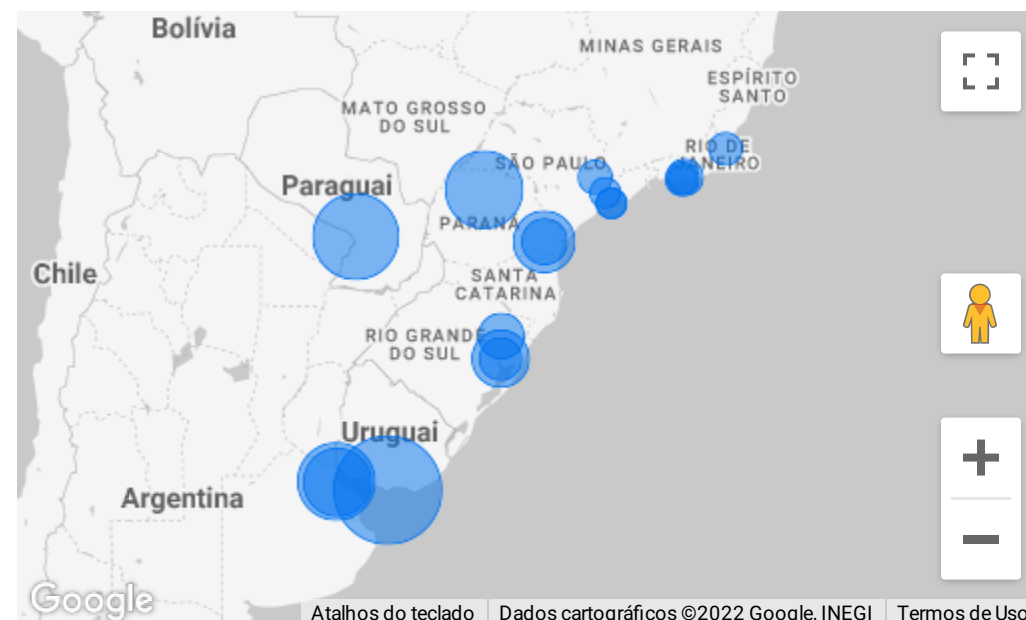 Bolívia
MINAS GERAIS
ESPÍRITO
SANTO
MATO GROSSO
DO SUL
RIO DE
JANEIRO
SÃO PAULO
Paraguai
PARANÁ
Chile
SANTA
CATARINA
RIO GRANDE
DO SUL
Uruguai
Argentina
Google
Atalhos do teclado
Dados cartográficos ©2022 Google, INEGI
Termos de Uso